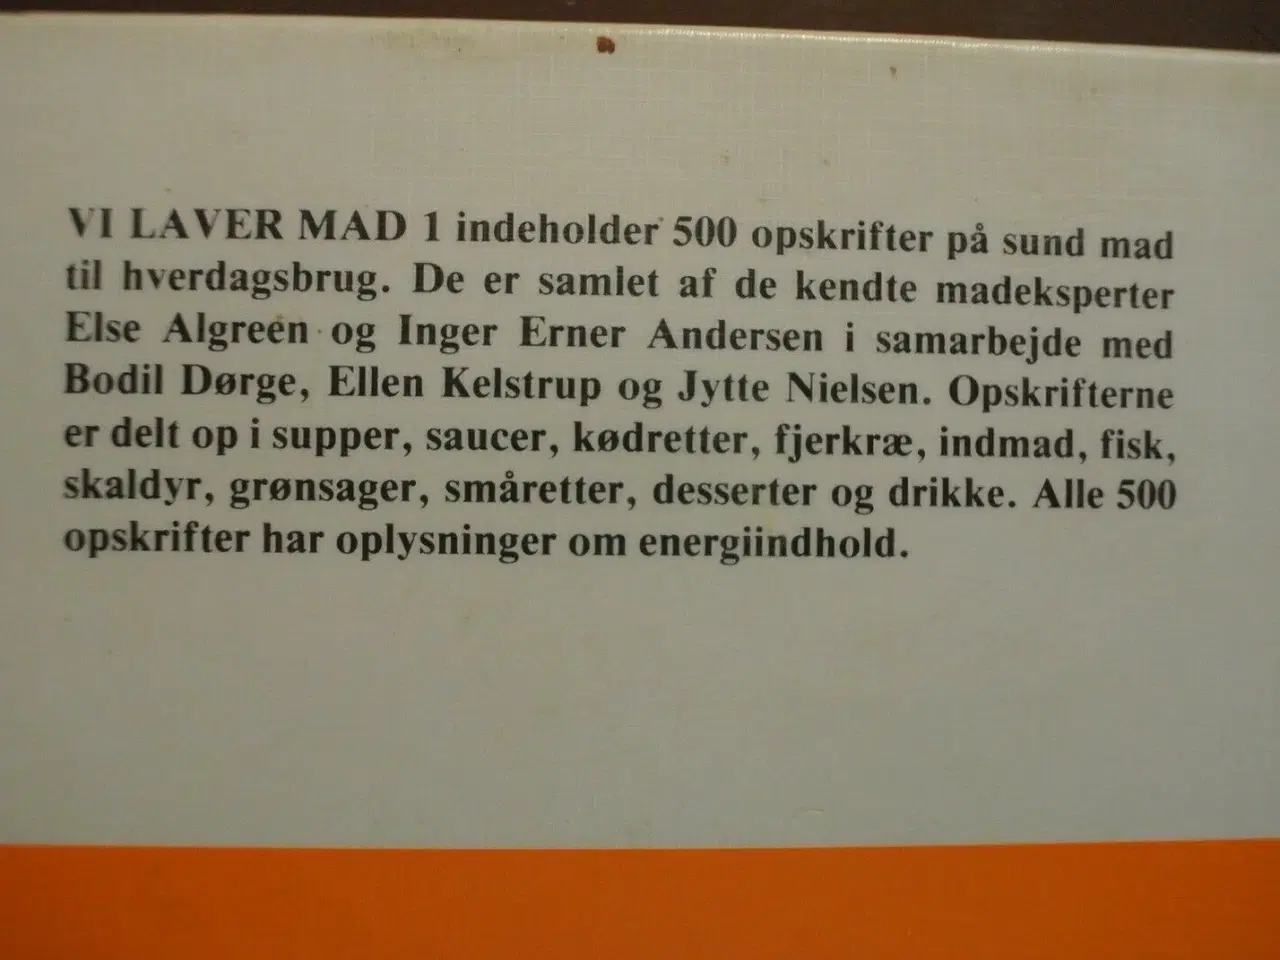 VI LAVER MAD 1 indeholder 500 opskrifter på sund mad
til hverdagsbrug. De er samlet af de kendte madeksperter
Else Algreen og Inger Erner Andersen i samarbejde med
Bodil Dørge, Ellen Kelstrup og Jytte Nielsen. Opskrifterne
er delt op i supper, saucer, kødretter, fjerkræ, indmad, fisk,
skaldyr, grønsager, småretter, desserter og drikke. Alle 500
opskrifter har oplysninger om energiindhold.